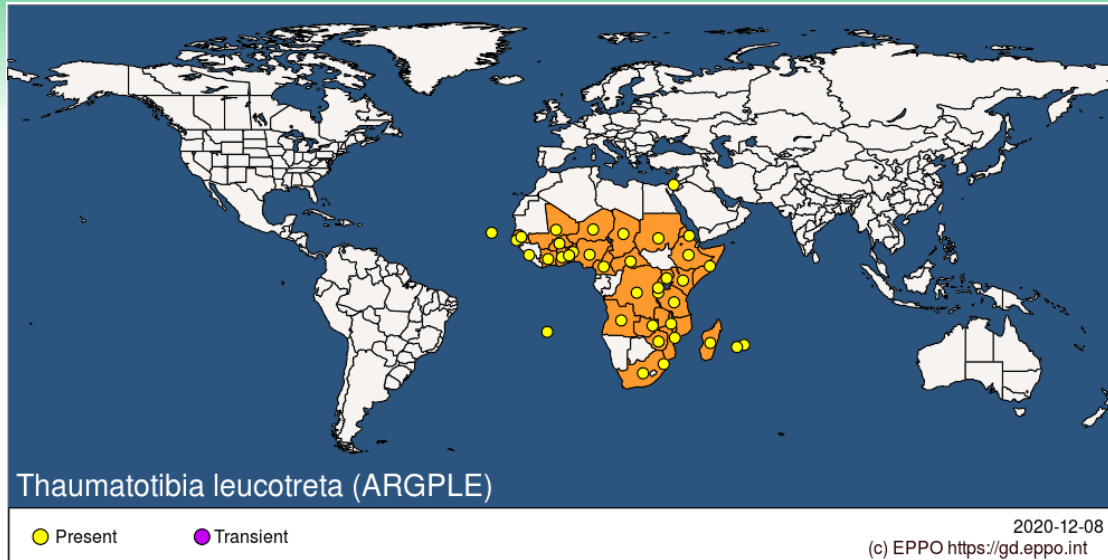 Thaumatotibia leucotreta (ARGPLE)
Present
Transient
2020-12-08
(c) EPPO https://gd.eppo.int